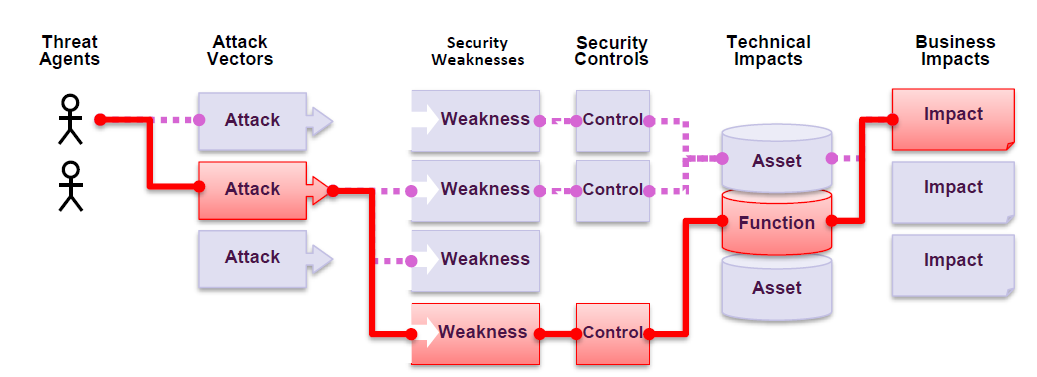 Threat
Agents
Attack
Vectors
Security
Weaknesses
Security
Controls
Technical
Impacts
Business
Impacts
Attack
Weakness
Control
Asset
Impact
Attack
Weakness
Control
Function
Impact
Attack
Weakness
Asset
Impact
Weakness
Control